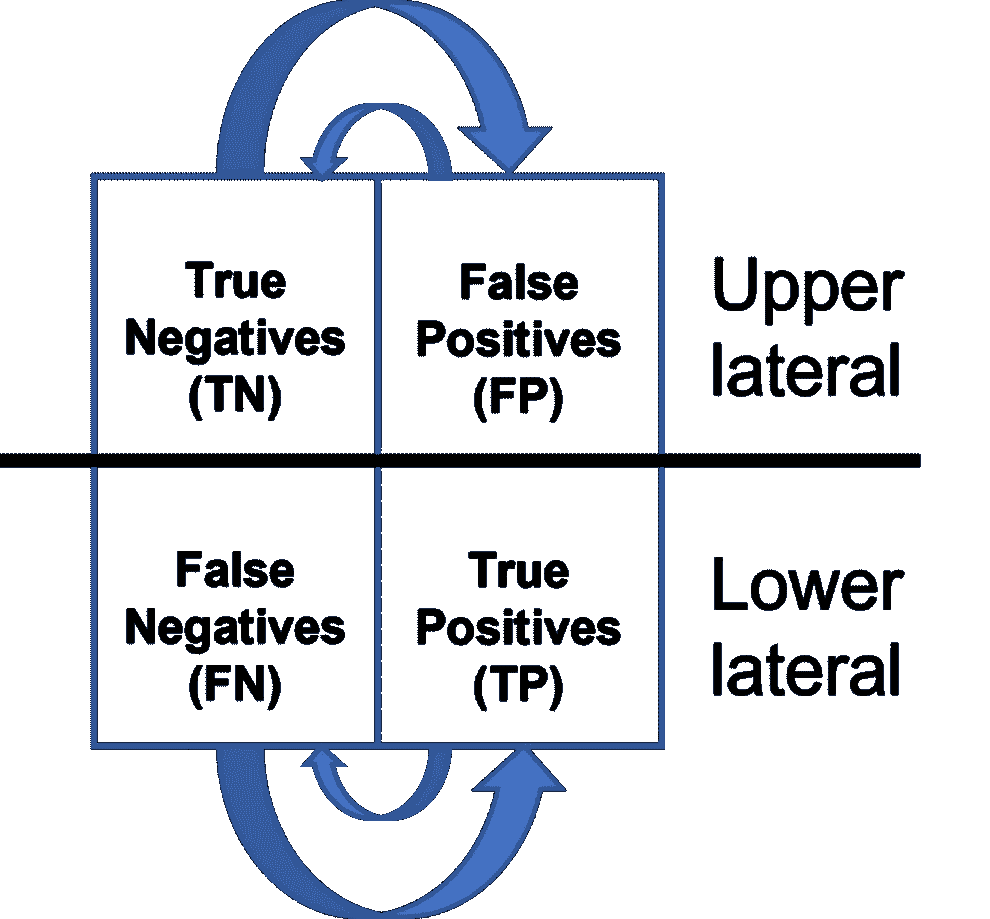 True
Negatives
(TN)
False
Positives
(FP)
Upper
lateral
False
Negatives
(FN)
True
Positives
(TP)
Lower
lateral